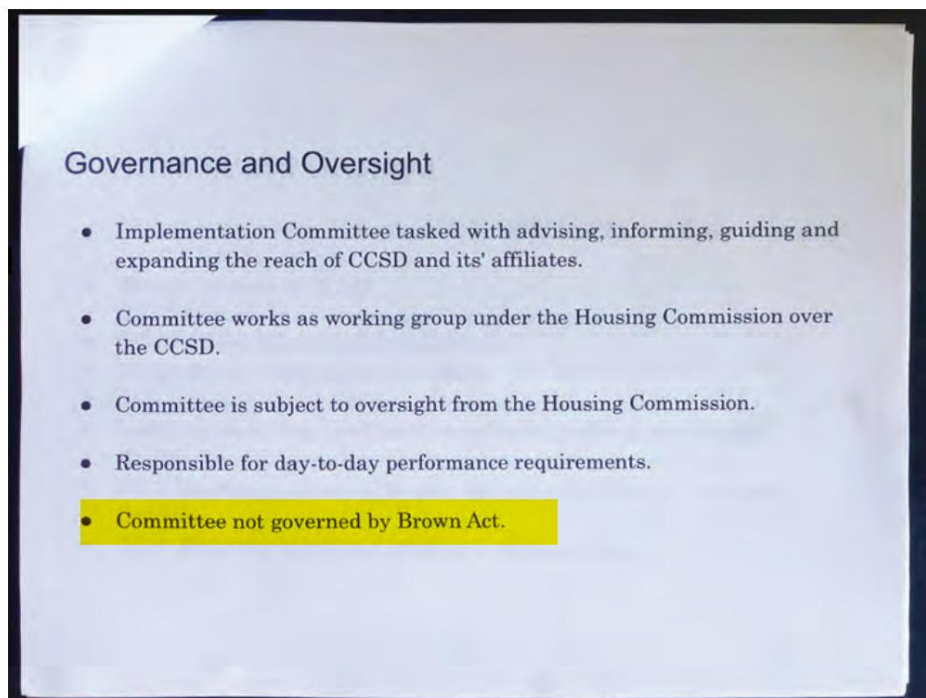 Governance and Oversight
• Implementation Committee tasked with advising, informing, guiding and
expanding the reach of CCSD and its' affiliates.
• Committee works as working group under the Housing Commission over
the CCSD.
• Committee is subject to oversight from the Housing Commission.
• Responsible for day-to-day performance requirements.
• Committee not governed by Brown Act.